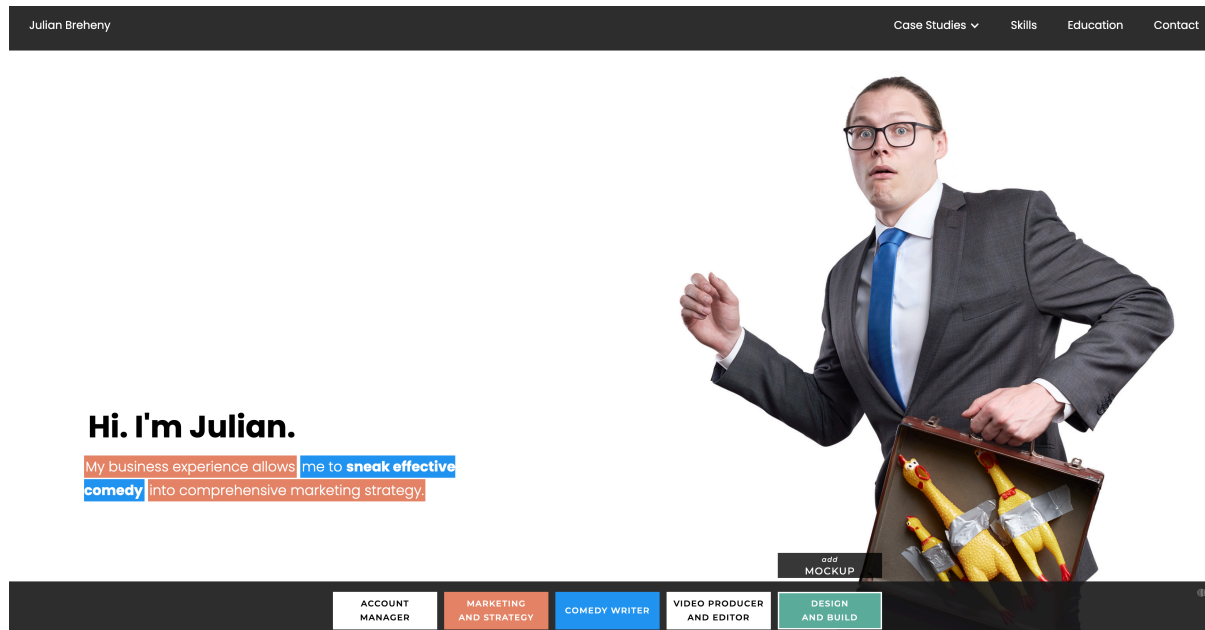 Julian Breheny
Case Studies
Skills
Education
Contact
Hi. I'm Julian.
My business experience allows me to sneak effective
comedy into comprehensive marketing strategy.
add
MOCKUP
ACCOUNT
MANAGER
MARKETING
AND STRATEGY
COMEDY WRITER
VIDEO PRODUCER
AND EDITOR
DESIGN
AND BUILD